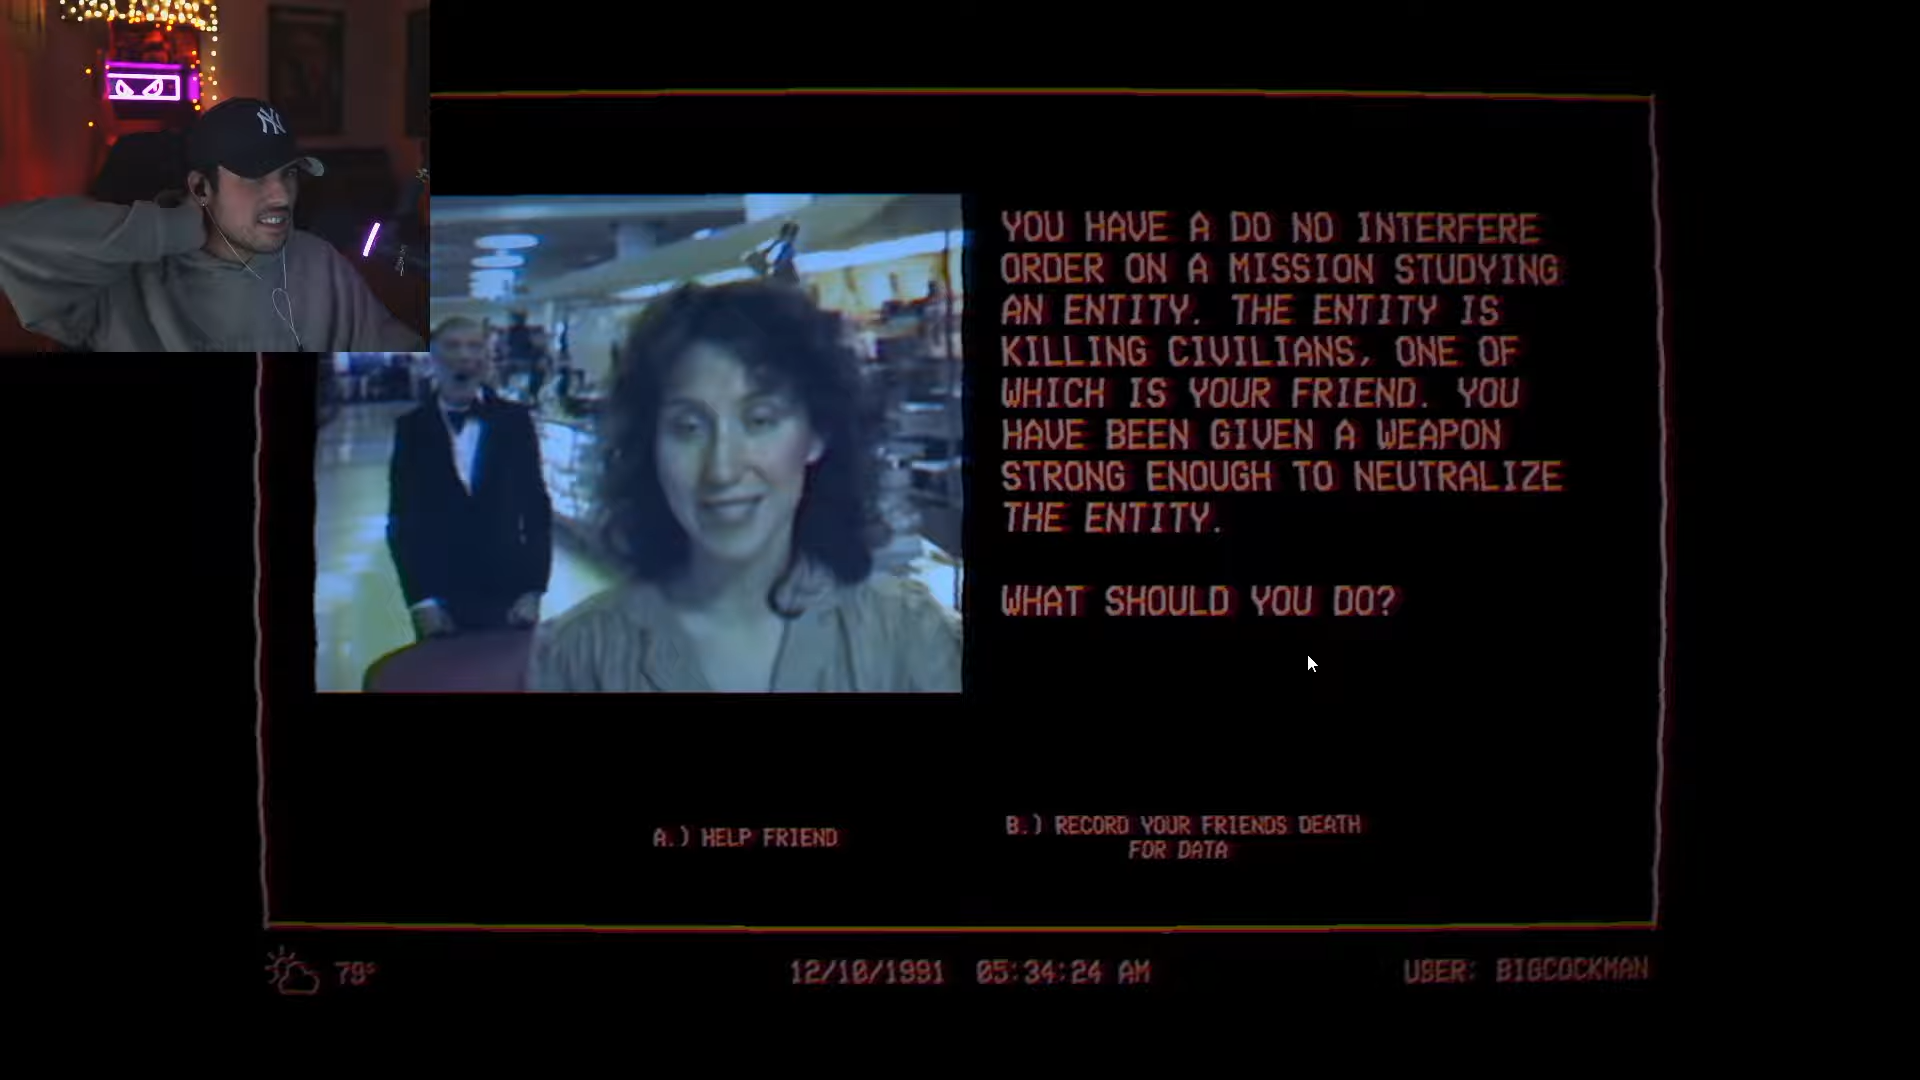 NY
YOU HAVE A DO NO INTERFERE
ORDER ON A MISSION STUDYING
AN ENTITY. THE ENTITY IS
KILLING CIVILIANS, ONE OF
WHICH IS YOUR FRIEND. YOU
HAVE BEEN GIVEN A WEAPON
STRONG ENOUGH TO NEUTRALIZE
THE ENTITY.
WHAT SHOULD YOU DO?
A.) HELP FRIEND
B.) RECORD YOUR FRIENDS DEATH
FOR DATA
79°
12/10/1991 05:34:24 AM
USER: BIGCOCKMAN